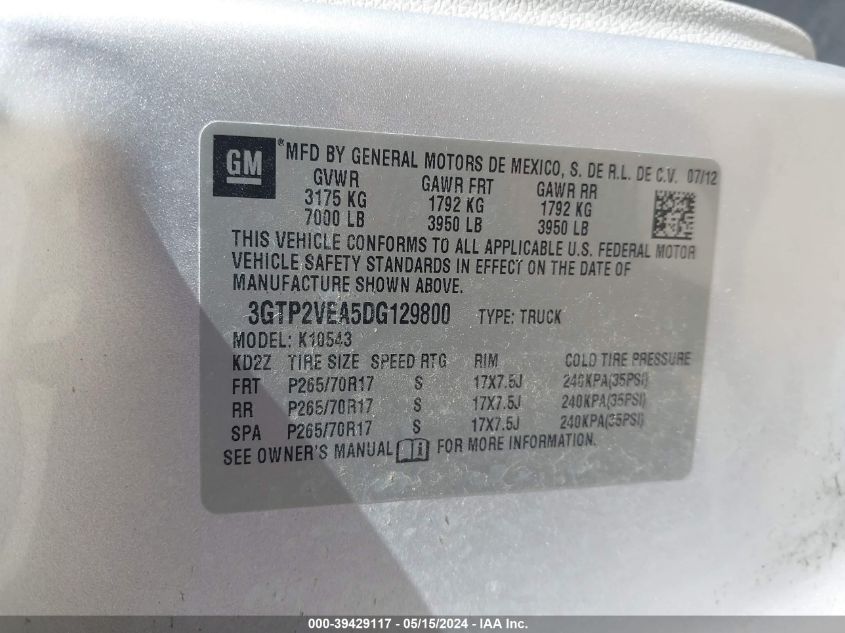 GM ® MFD BY GENERAL MOTORS DE MEXICO, S. DE R.L. DE C.V. 07/12
GVWR GAWR FRT GAWR RR
3175 KG 1792 KG 1792 KG
7000 LB 3950 LB 3950 LB
THIS VEHICLE CONFORMS TO ALL APPLICABLE U.S. FEDERAL MOTOR
VEHICLE SAFETY STANDARDS IN EFFECT ON THE DATE OF
MANUFACTURE SHOWN ABOVE.
3GTP2VEA5DG129800 TYPE: TRUCK
MODEL: K10543
KD2Z TIRE SIZE SPEED RTG RIM COLD TIRE PRESSURE
FRT P265/70R17 S 17X7.5J 240KPA(35PSI)
RR P265/70R17 S 17X7.5J 240KPA(35PSI)
SPA P265/70R17 S 17X7.5J 240KPA(35PSI)
SEE OWNER'S MANUAL FOR MORE INFORMATION.
000-39429117 - 05/15/2024 - IAA Inc.